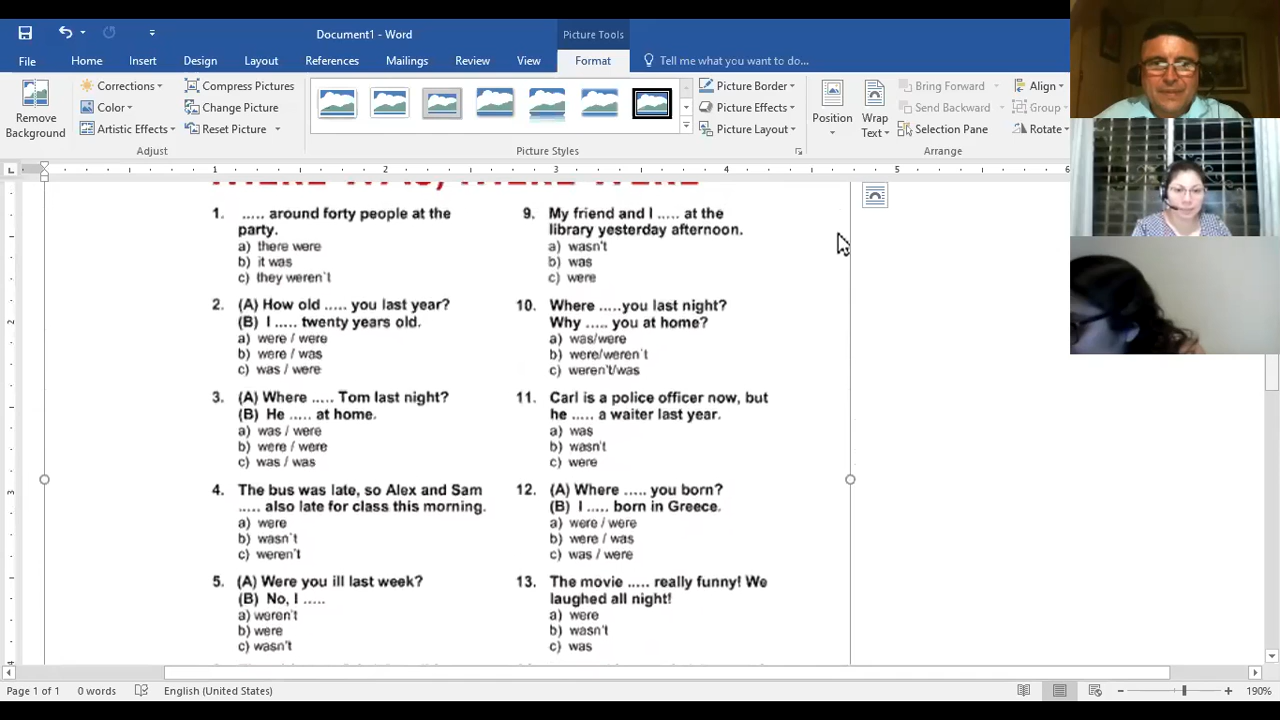 Document1 - Word
Picture Tools
File
Home
Insert
Design
Layout
References
Mailings
Review
View
Format
Tell me what you want to do...
Remove
Background
Corrections
Color
Artistic Effects
Compress Pictures
Change Picture
Reset Picture
Adjust
Picture Styles
Picture Border
Picture Effects
Picture Layout
Position
Wrap
Text
Bring Forward
Send Backward
Selection Pane
Align
Group
Rotate
Arrange
1 2 3 4 5 6
THERE WAS, THERE WERE
1. ..... around forty people at the
party.
a) there were
b) it was
c) they weren`t
2. (A) How old ..... you last year?
(B) I ..... twenty years old.
a) were / were
b) were / was
c) was / were
3. (A) Where ..... Tom last night?
(B) He ..... at home.
a) was / were
b) were / were
c) was / was
4. The bus was late, so Alex and Sam
..... also late for class this morning.
a) were
b) wasn`t
c) weren't
5. (A) Were you ill last week?
(B) No, I .....
a) weren't
b) were
c) wasn't
9. My friend and I ..... at the
library yesterday afternoon.
a) wasn't
b) was
c) were
10. Where .....you last night?
Why ..... you at home?
a) was/were
b) were/weren`t
c) weren't/was
11. Carl is a police officer now, but
he ..... a waiter last year.
a) was
b) wasn't
c) were
12. (A) Where ..... you born?
(B) I ..... born in Greece.
a) were / were
b) were / was
c) was / were
13. The movie ..... really funny! We
laughed all night!
a) were
b) wasn't
c) was
Page 1 of 1
0 words
English (United States)
190%